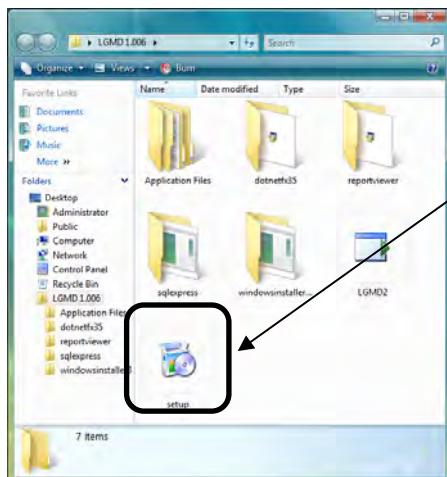 LGMD 1.006
Search
Organize Views Burn
Favorite Links
Documents
Pictures
Music
More »
Folders
Desktop
Administrator
Public
Computer
Network
Control Panel
Recycle Bin
LGMD 1.006
Application Files
dotnetfx35
reportviewer
sqlexpress
windowsinstaller3
Name Date modified Type Size
Application Files dotnetfx35 reportviewer
sqlexpress windowsinstaller... LGMD2
setup
7 items